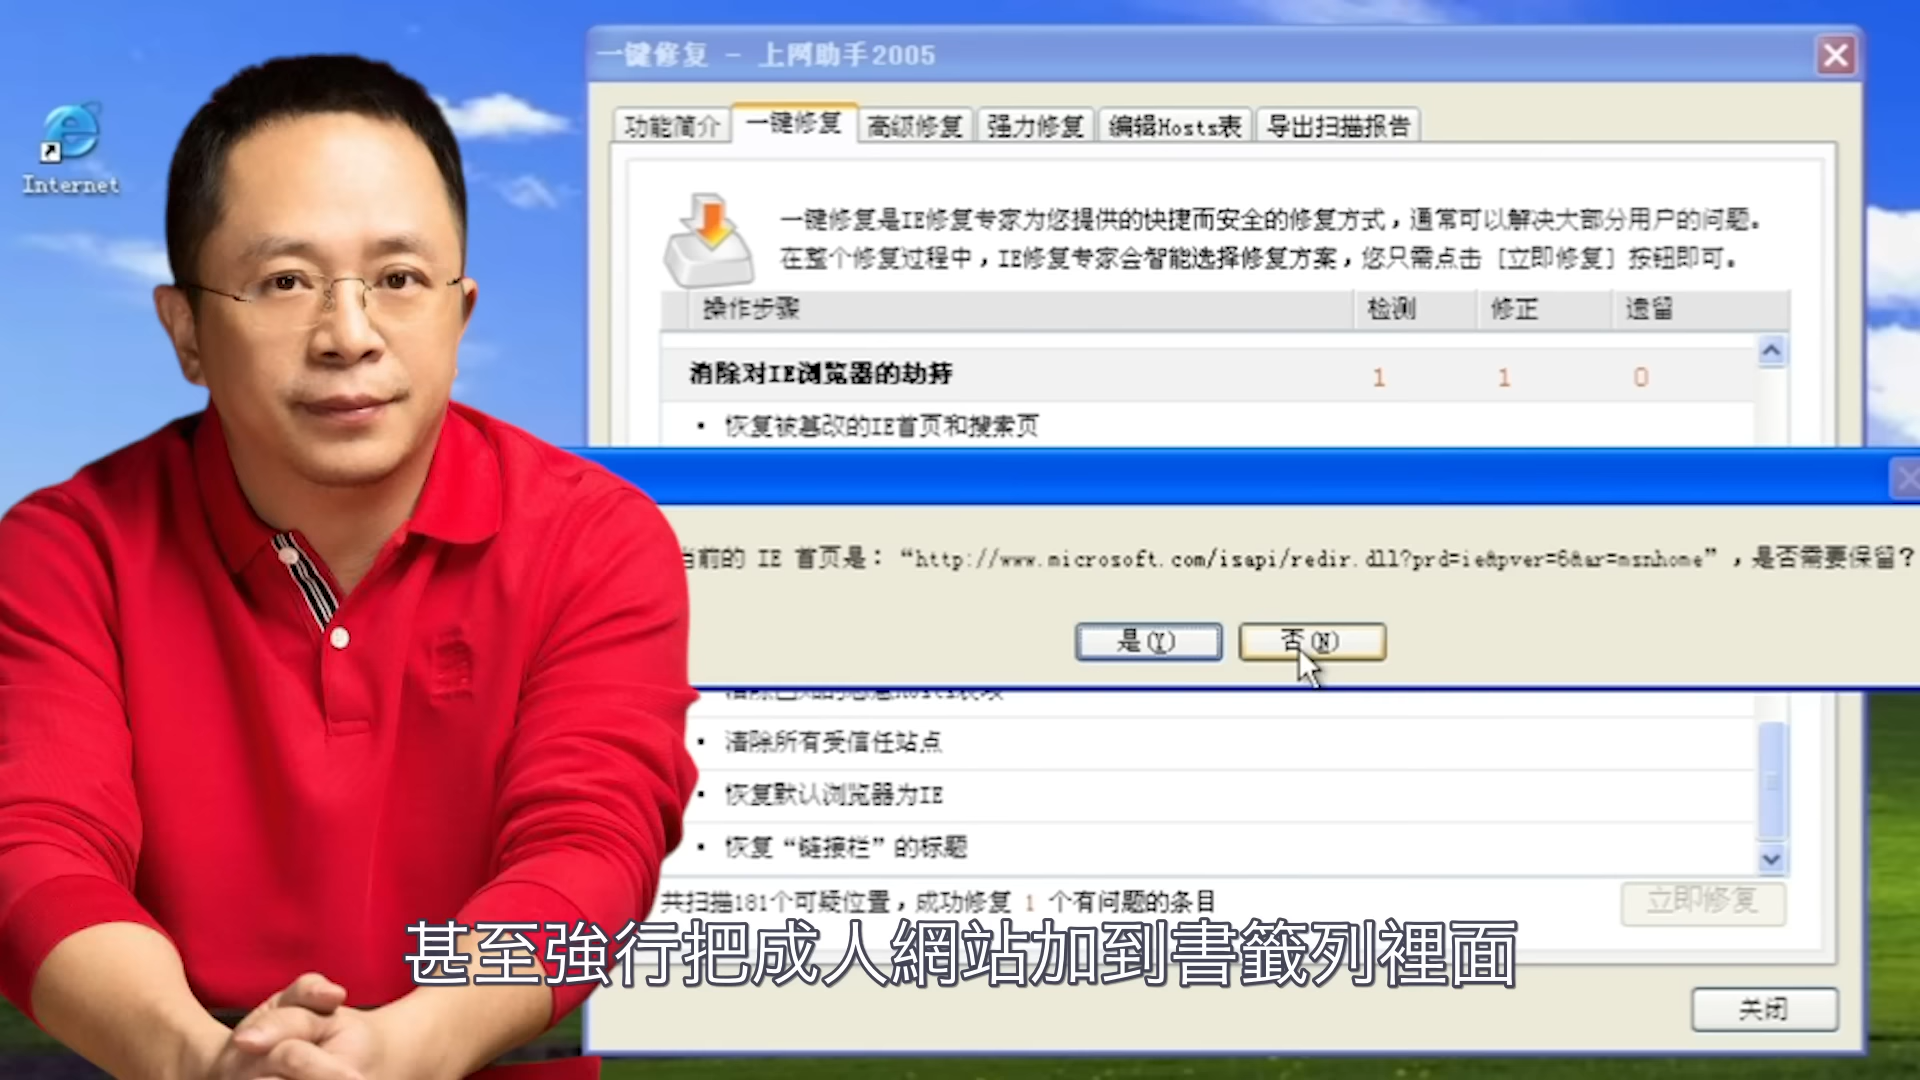 一键修复 - 上网助手2005
Internet
功能简介 一键修复 高级修复 强力修复 编辑Hosts表 导出扫描报告
一键修复是IE修复专家为您提供的快捷而安全的修复方式，通常可以解决大部分用户的问题。
在整个修复过程中，IE修复专家会智能选择修复方案，您只需点击 [立即修复] 按钮即可。
操作步骤 检测 修正 遗留
消除对IE浏览器的劫持 1 1 0
· 恢复被篡改的IE首页和搜索页
当前的 IE 首页是：“http://www.microsoft.com/isapi/redir.dll?prd=ie&pver=6&ar=msnhome”，是否需要保留？
是(Y) 否(N)
· 清除所有受信任站点
· 恢复默认浏览器为IE
· 恢复“链接栏”的标题
共扫描181个可疑位置，成功修复 1 个有问题的条目
立即修复
甚至強行把成人網站加到書籤列裡面
关闭